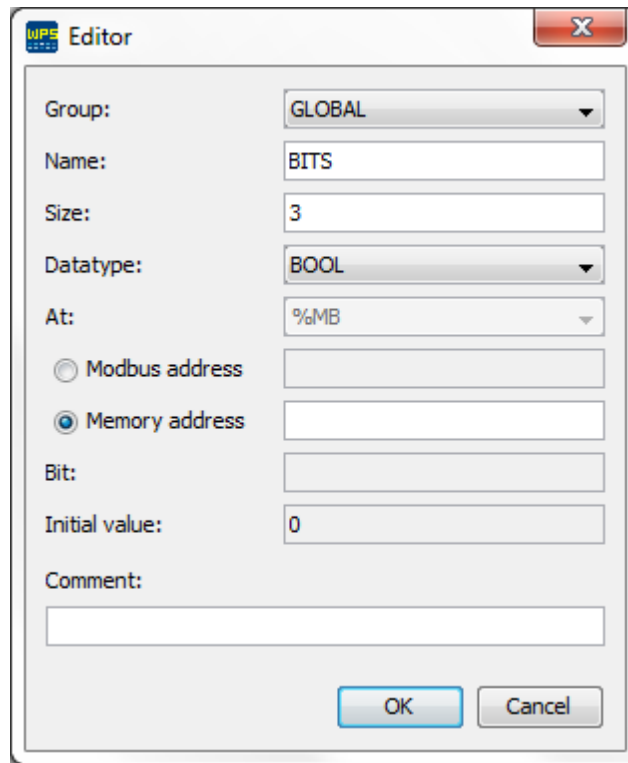 WPS Editor
Group: GLOBAL
Name: BITS
Size: 3
Datatype: BOOL
At: %MB
Modbus address
Memory address
Bit:
Initial value: 0
Comment:
OK Cancel